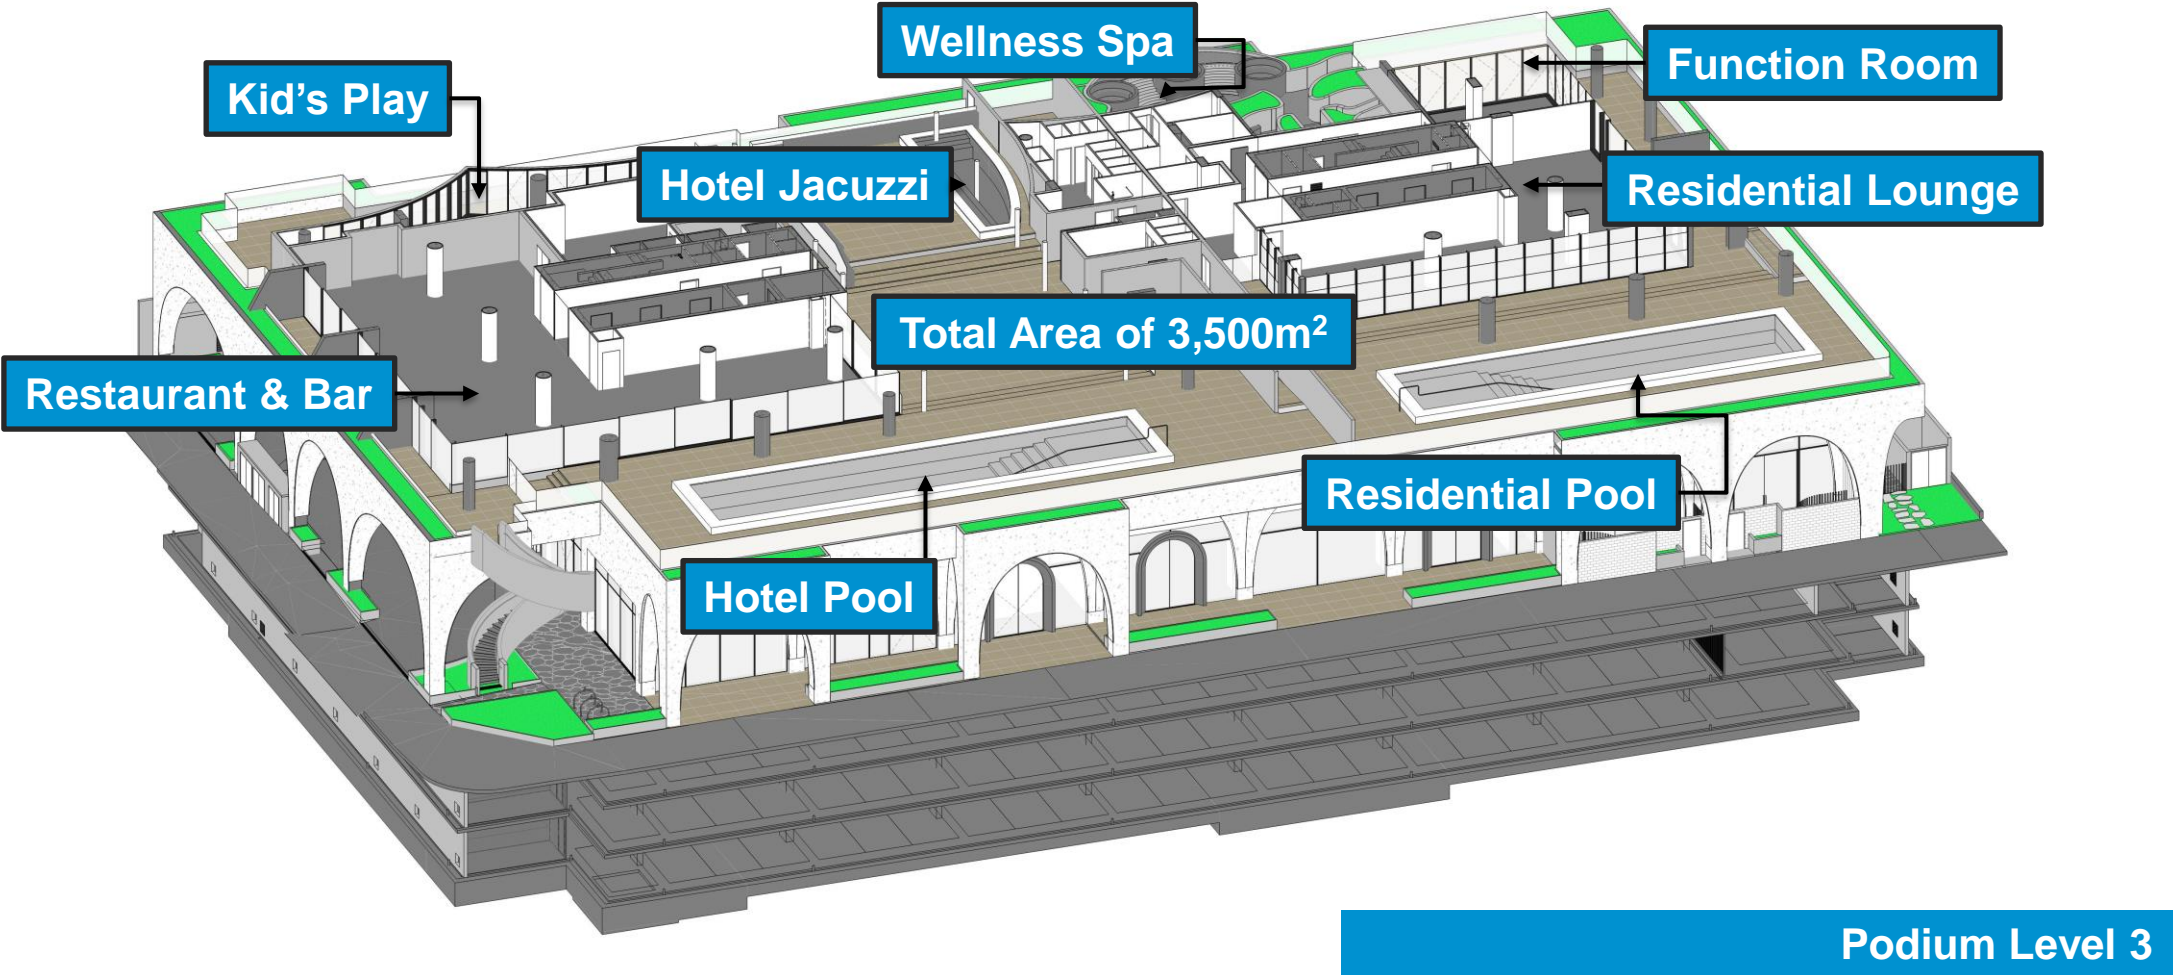 Wellness Spa
Function Room
Kid’s Play
Hotel Jacuzzi
Residential Lounge
Total Area of 3,500m²
Restaurant & Bar
Residential Pool
Hotel Pool
Podium Level 3